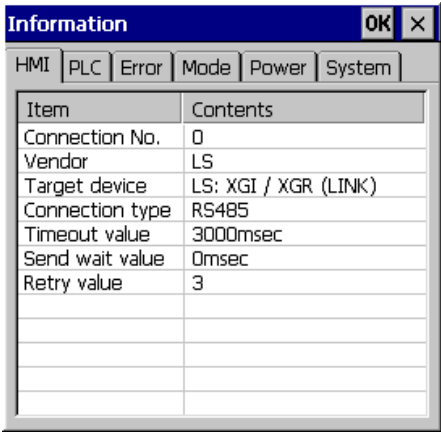 Information OK ×
HMI PLC Error Mode Power System
Item Contents
Connection No. 0
Vendor LS
Target device LS: XGI / XGR (LINK)
Connection type RS485
Timeout value 3000msec
Send wait value 0msec
Retry value 3